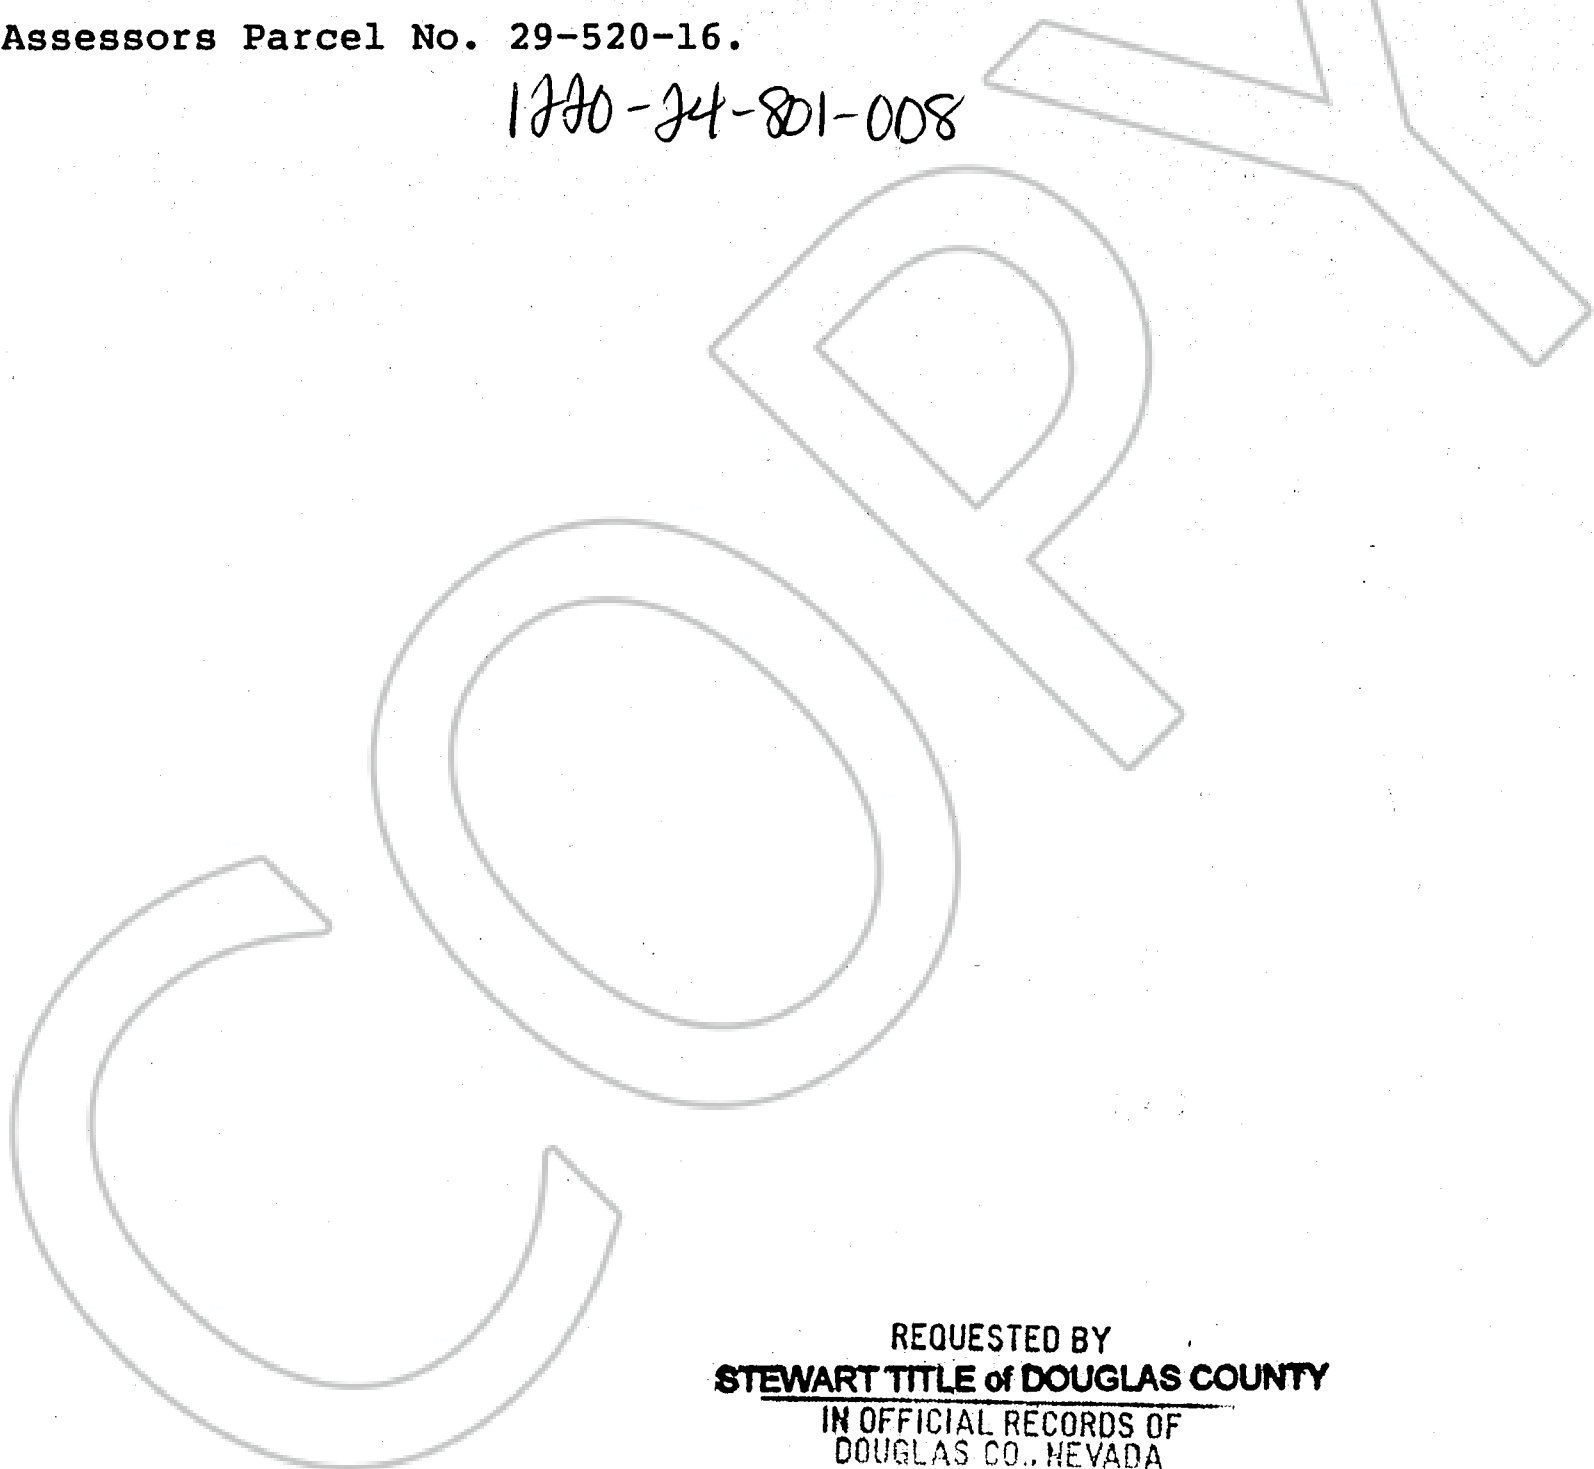 Assessors Parcel No. 29-520-16.
1220-24-801-008
COPY
REQUESTED BY
STEWART TITLE of DOUGLAS COUNTY
IN OFFICIAL RECORDS OF
DOUGLAS CO., NEVADA